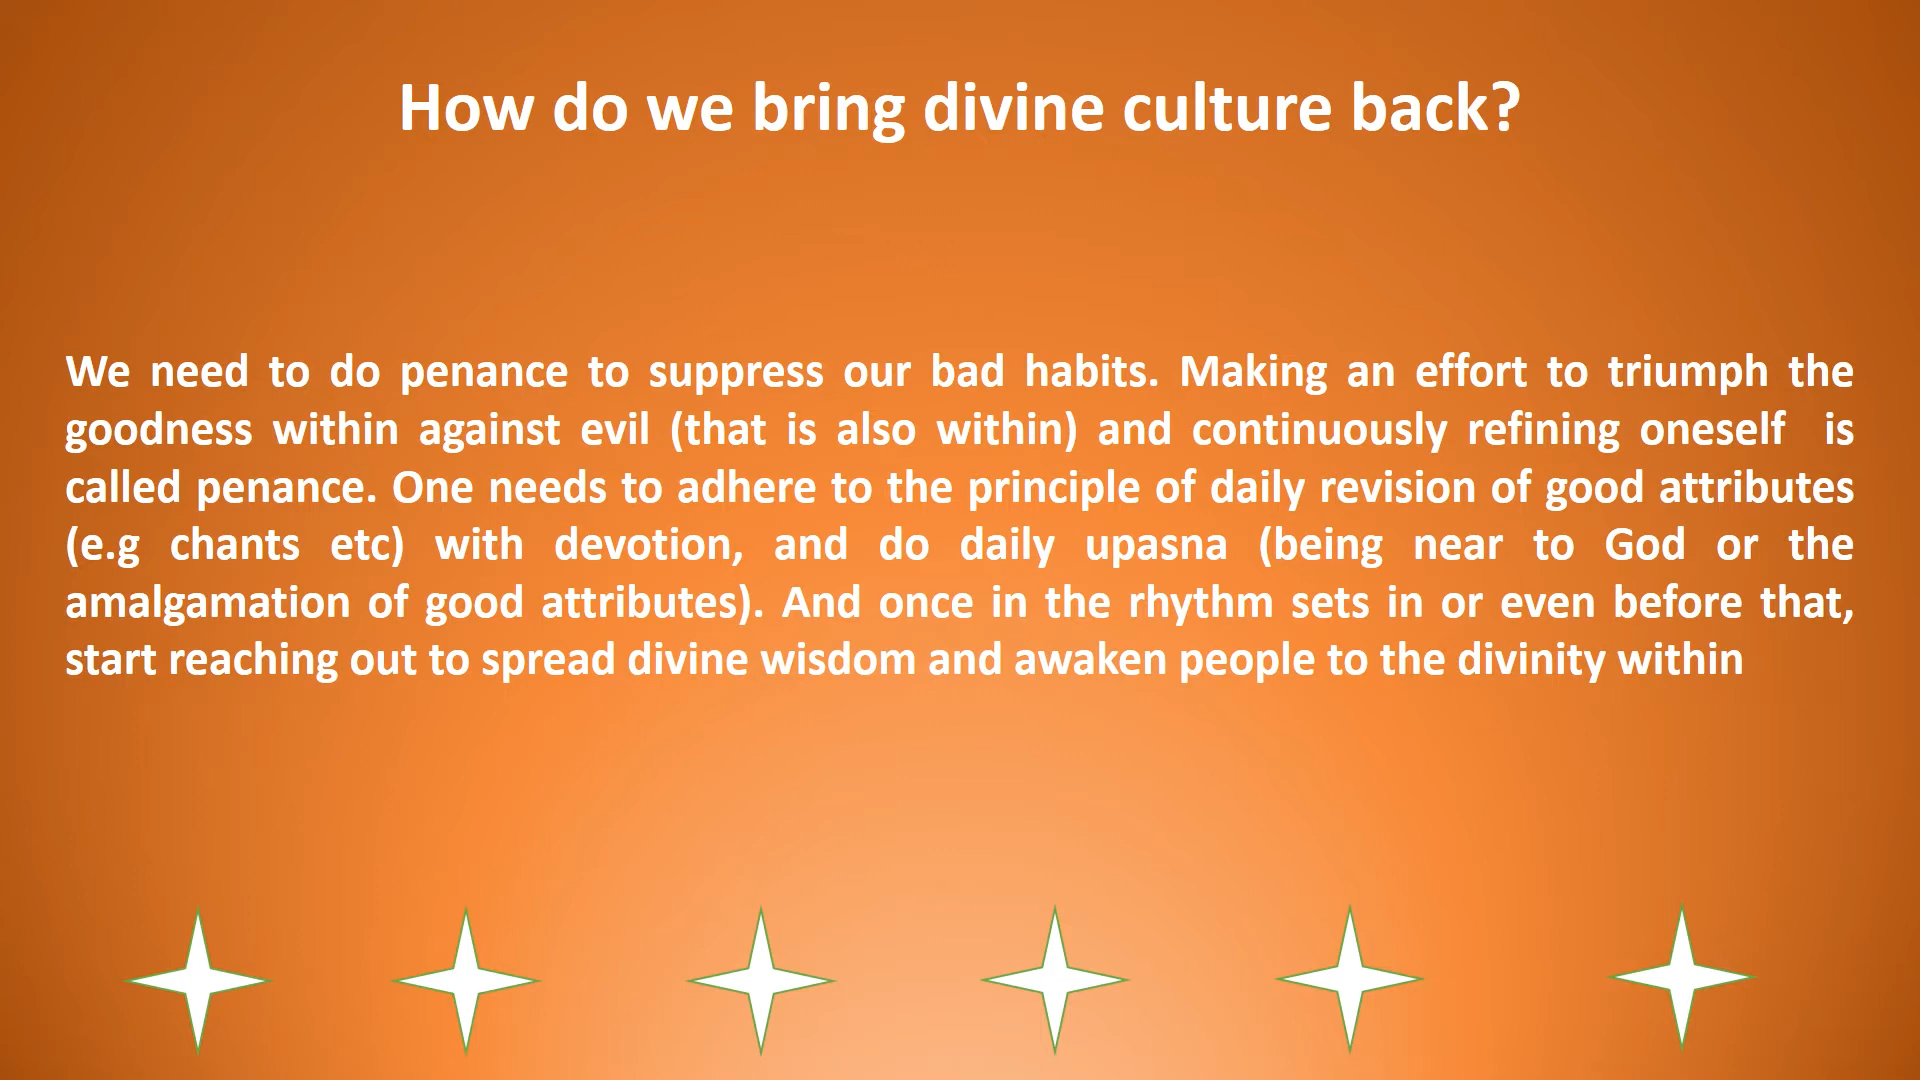 How do we bring divine culture back?
We need to do penance to suppress our bad habits. Making an effort to triumph the
goodness within against evil (that is also within) and continuously refining oneself  is
called penance. One needs to adhere to the principle of daily revision of good attributes
(e.g chants etc) with devotion, and do daily upasna (being near to God or the
amalgamation of good attributes). And once in the rhythm sets in or even before that,
start reaching out to spread divine wisdom and awaken people to the divinity within